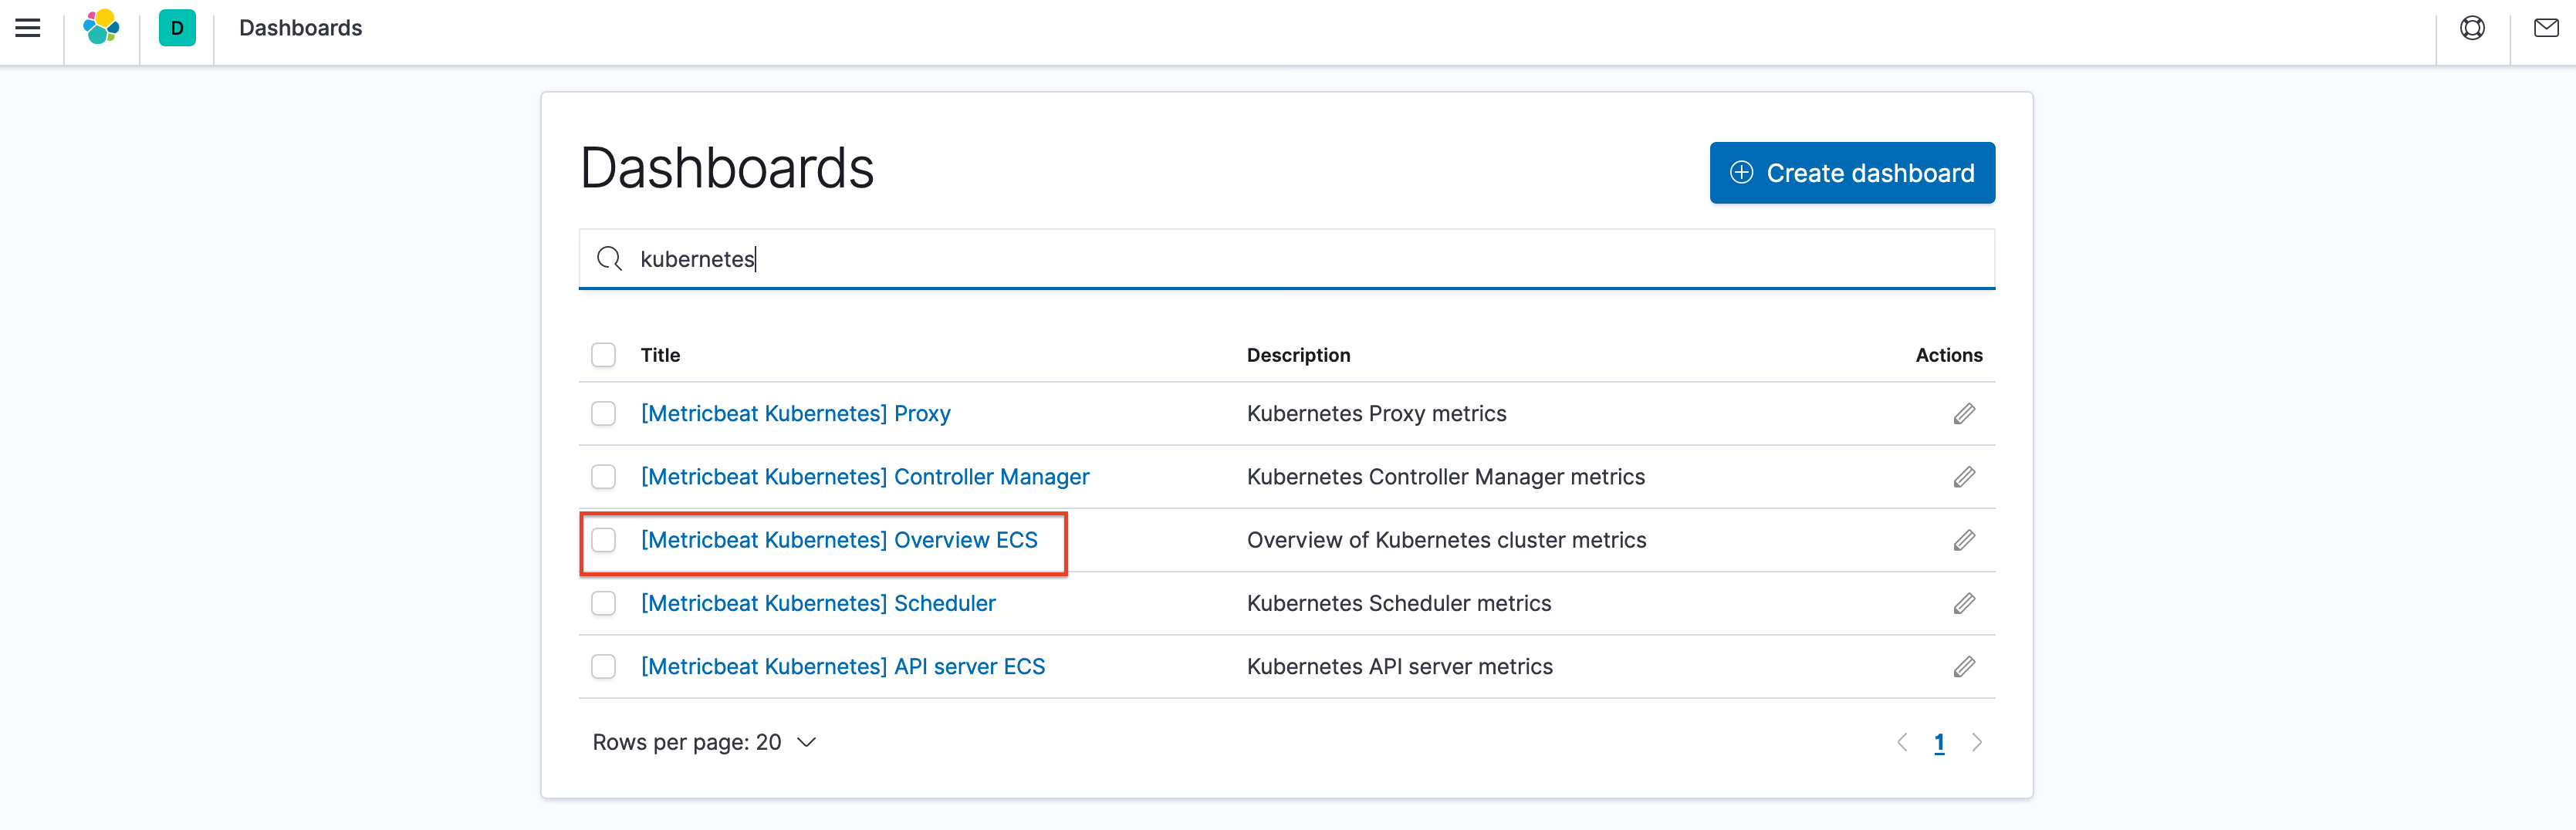 D Dashboards
Dashboards
Create dashboard
kubernetes
Title Description Actions
[Metricbeat Kubernetes] Proxy Kubernetes Proxy metrics
[Metricbeat Kubernetes] Controller Manager Kubernetes Controller Manager metrics
[Metricbeat Kubernetes] Overview ECS Overview of Kubernetes cluster metrics
[Metricbeat Kubernetes] Scheduler Kubernetes Scheduler metrics
[Metricbeat Kubernetes] API server ECS Kubernetes API server metrics
Rows per page: 20 1